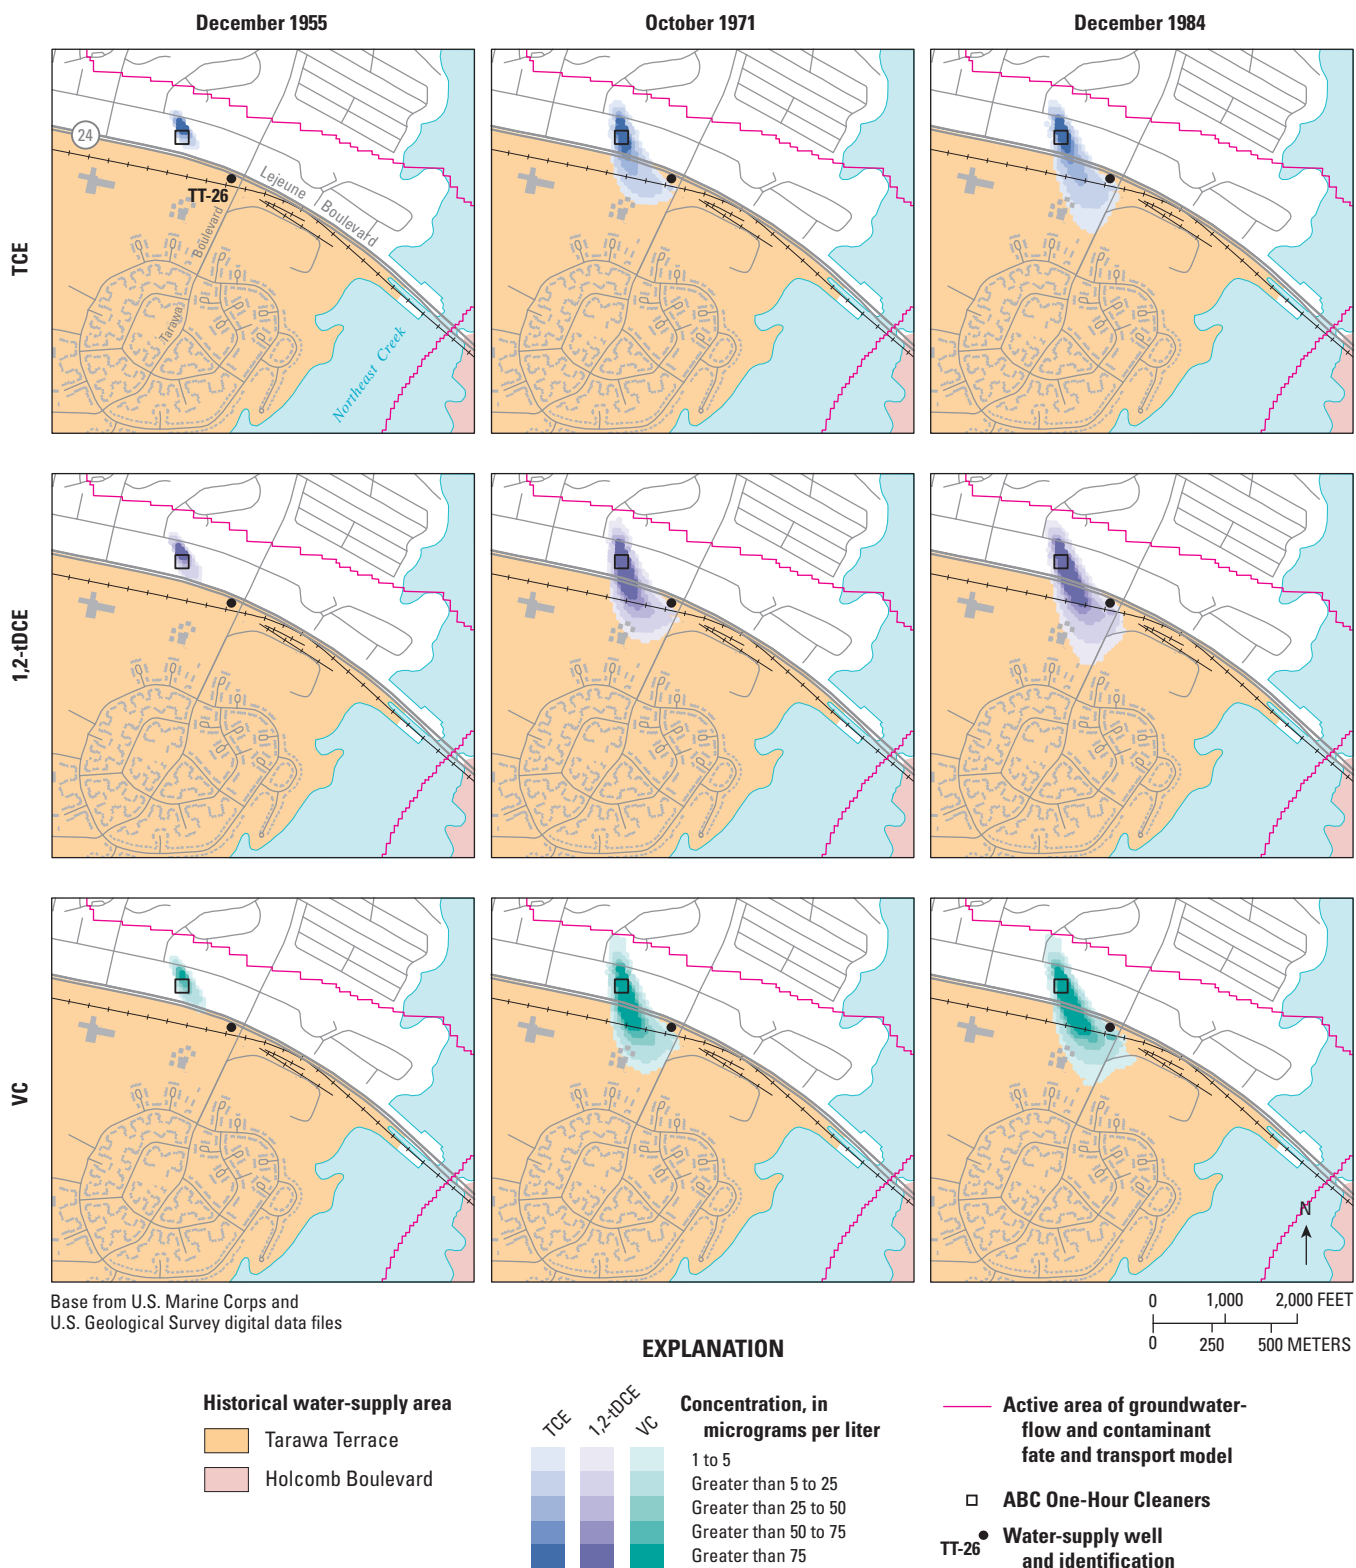 December 1955
October 1971
December 1984
TCE
24
TT-26
Lejeune
Boulevard
Boulevard
Tarawa
Northeast Creek
1,2-tDCE
VC
N
Base from U.S. Marine Corps and
U.S. Geological Survey digital data files
0 1,000 2,000 FEET
0 250 500 METERS
EXPLANATION
Historical water-supply area
Tarawa Terrace
Holcomb Boulevard
TCE
1,2-tDCE
VC
Concentration, in
micrograms per liter
1 to 5
Greater than 5 to 25
Greater than 25 to 50
Greater than 50 to 75
Greater than 75
Active area of groundwater-
flow and contaminant
fate and transport model
ABC One-Hour Cleaners
TT-26
Water-supply well
and identification